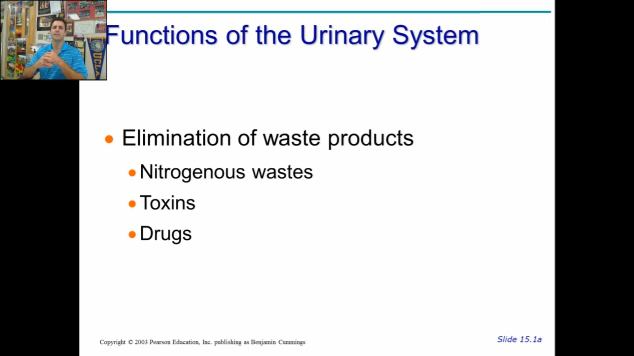 Functions of the Urinary System
Elimination of waste products
Nitrogenous wastes
Toxins
Drugs
Copyright © 2003 Pearson Education, Inc. publishing as Benjamin Cummings
Slide 15.1a
UCLA